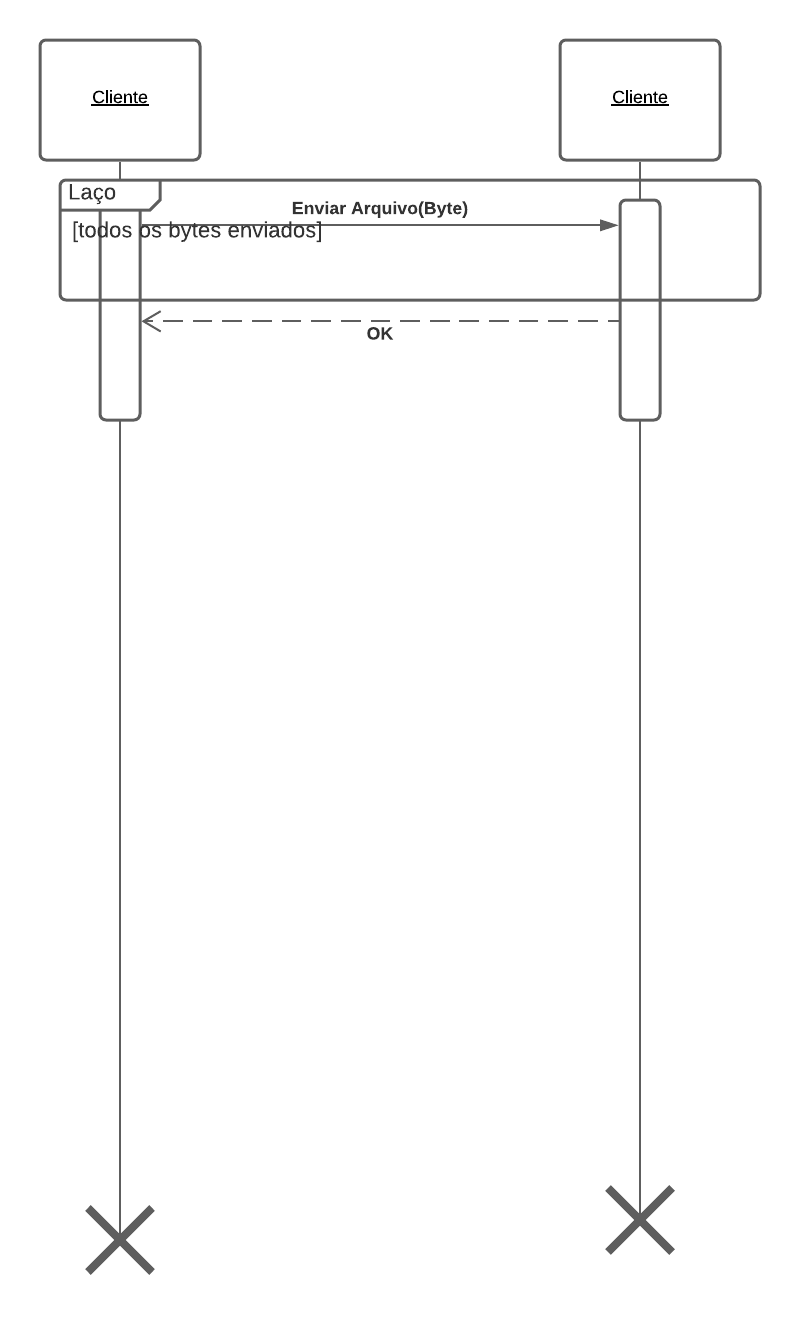 Cliente
Cliente
Laço
Enviar Arquivo(Byte)
[todos os bytes enviados]
OK